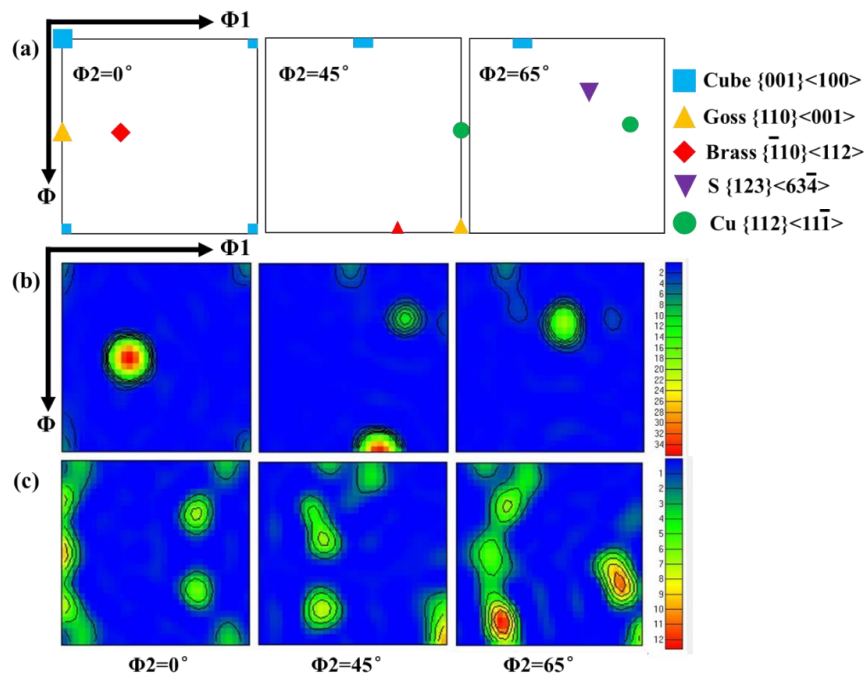 Φ1
(a)
Φ2=0°
Φ2=45°
Φ2=65°
Φ
Cube {001}<100>
Goss {110}<001>
Brass {1̄10}<112>
S {123}<634̄>
Cu {112}<111̄>
Φ1
(b)
Φ
2
4
6
8
10
12
14
16
18
20
22
24
26
28
30
32
34
(c)
1
2
3
4
5
6
7
8
9
10
11
12
Φ2=0°
Φ2=45°
Φ2=65°